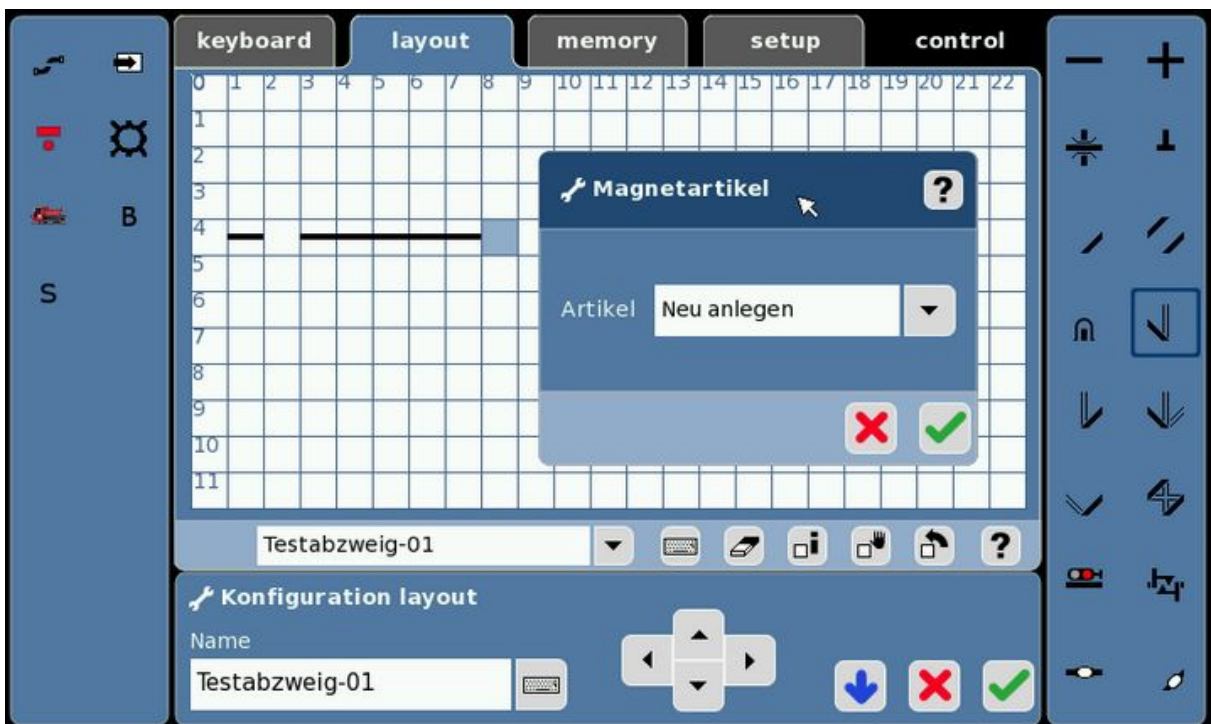 keyboard layout memory setup control
0 1 2 3 4 5 6 7 8 9 10 11 12 13 14 15 16 17 18 19 20 21 22
1
2
3
4
5
6
7
8
9
10
11
B
S
Magnetartikel ?
Artikel Neu anlegen
Testabzweig-01 i ?
Konfiguration layout
Name
Testabzweig-01